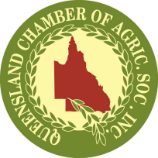 QUEENSLAND CHAMBER OF AGRIC. SOC. INC